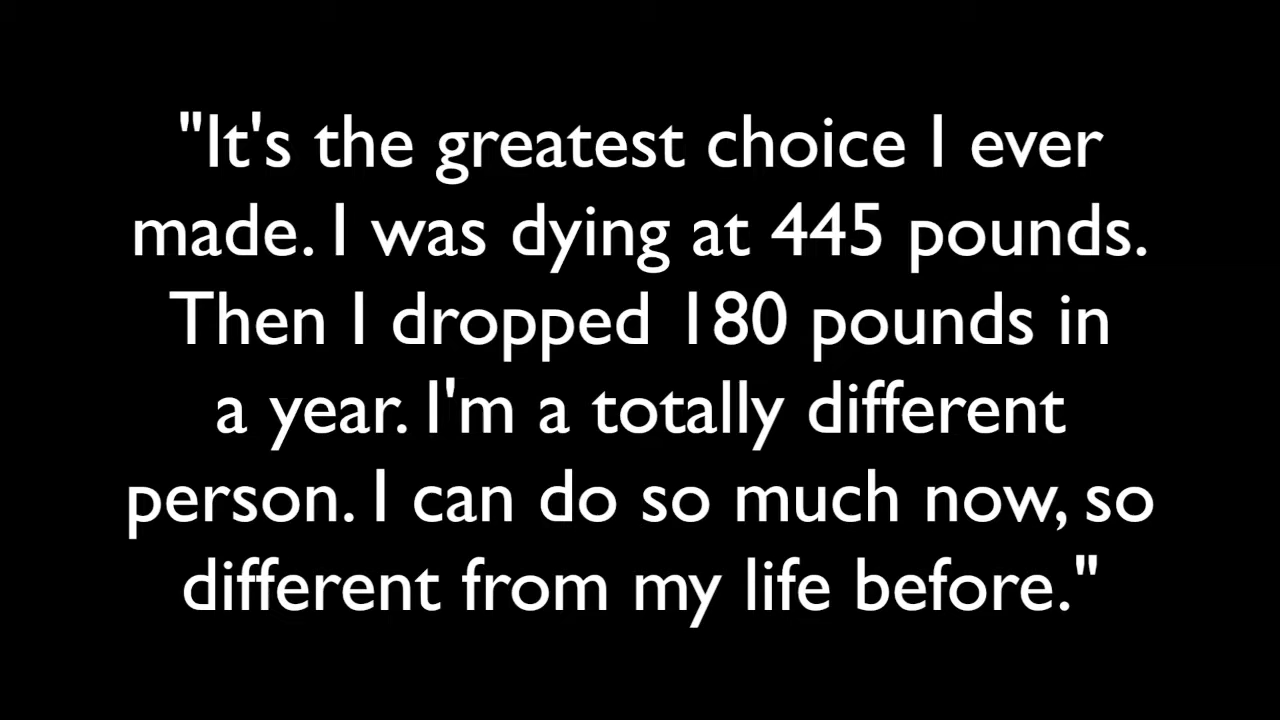 "It's the greatest choice I ever
made. I was dying at 445 pounds.
Then I dropped 180 pounds in
a year. I'm a totally different
person. I can do so much now, so
different from my life before."